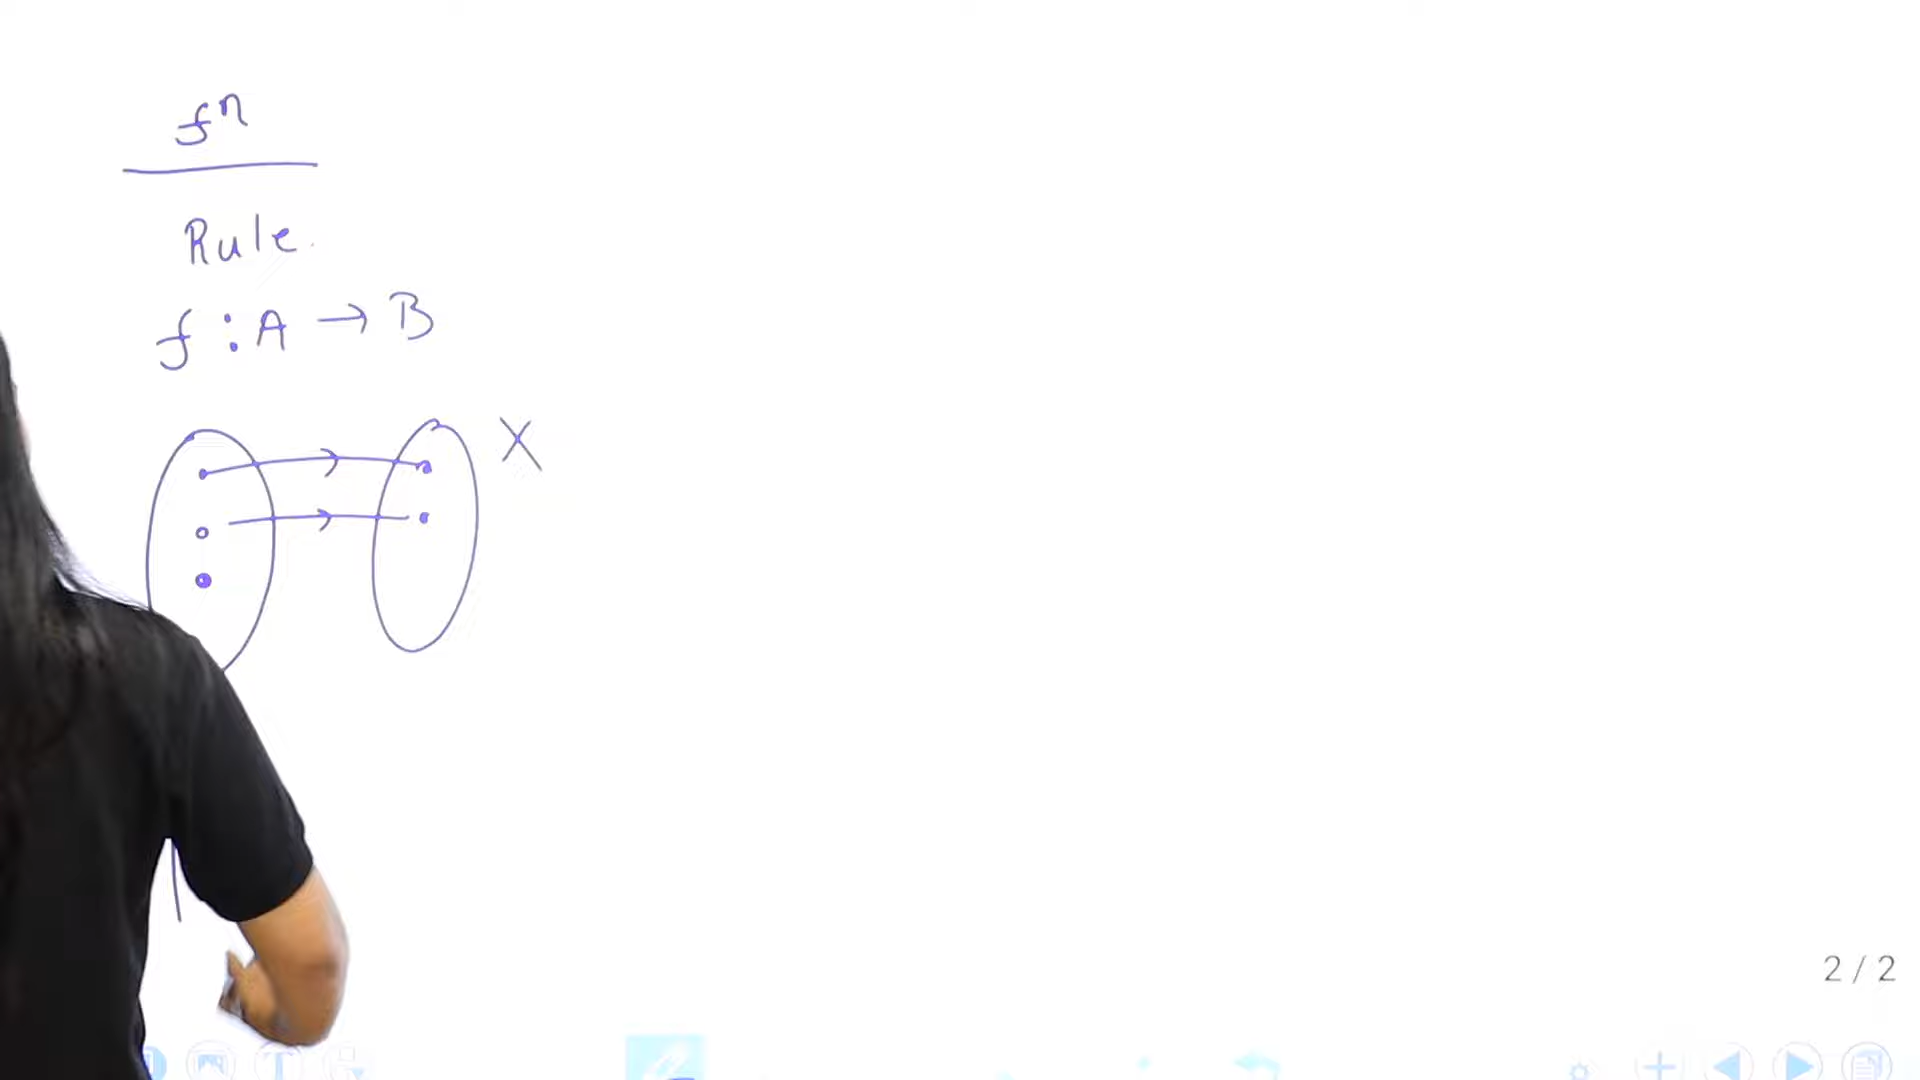 fⁿ
Rule.
f : A → B
X
2 / 2